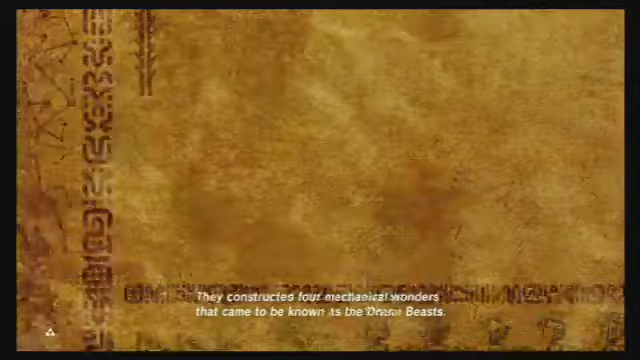 They constructed four mechanical wonders
that came to be known as the Beasts.